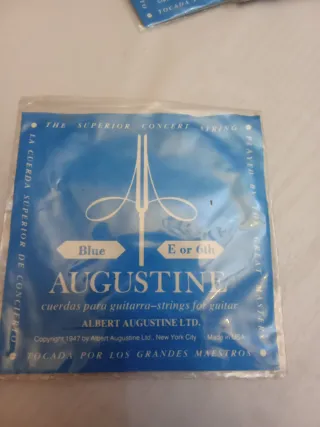 TOCADA
THE SUPERIOR CONCERT STRING
LA CUERDA SUPERIOR DE CONCIERTO
Blue
E or 6th
AUGUSTINE
cuerdas para guitarra–strings for guitar
ALBERT AUGUSTINE LTD.
Copyright 1947 by Albert Augustine Ltd., New York City
Made in USA
TOCADA POR LOS GRANDES MAESTROS